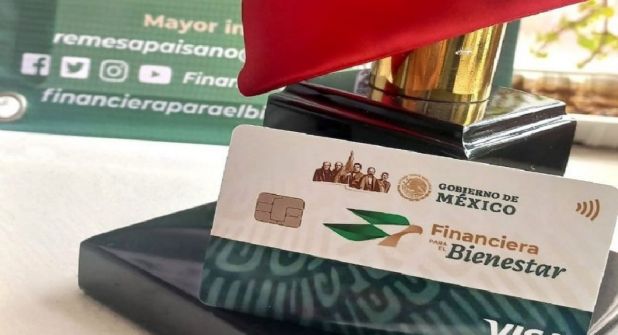 Mayor in
remesapaisano@
Finan
financieraparaelbi
GOBIERNO DE
MÉXICO
Financiera
PARA
EL
Bienestar
VISA